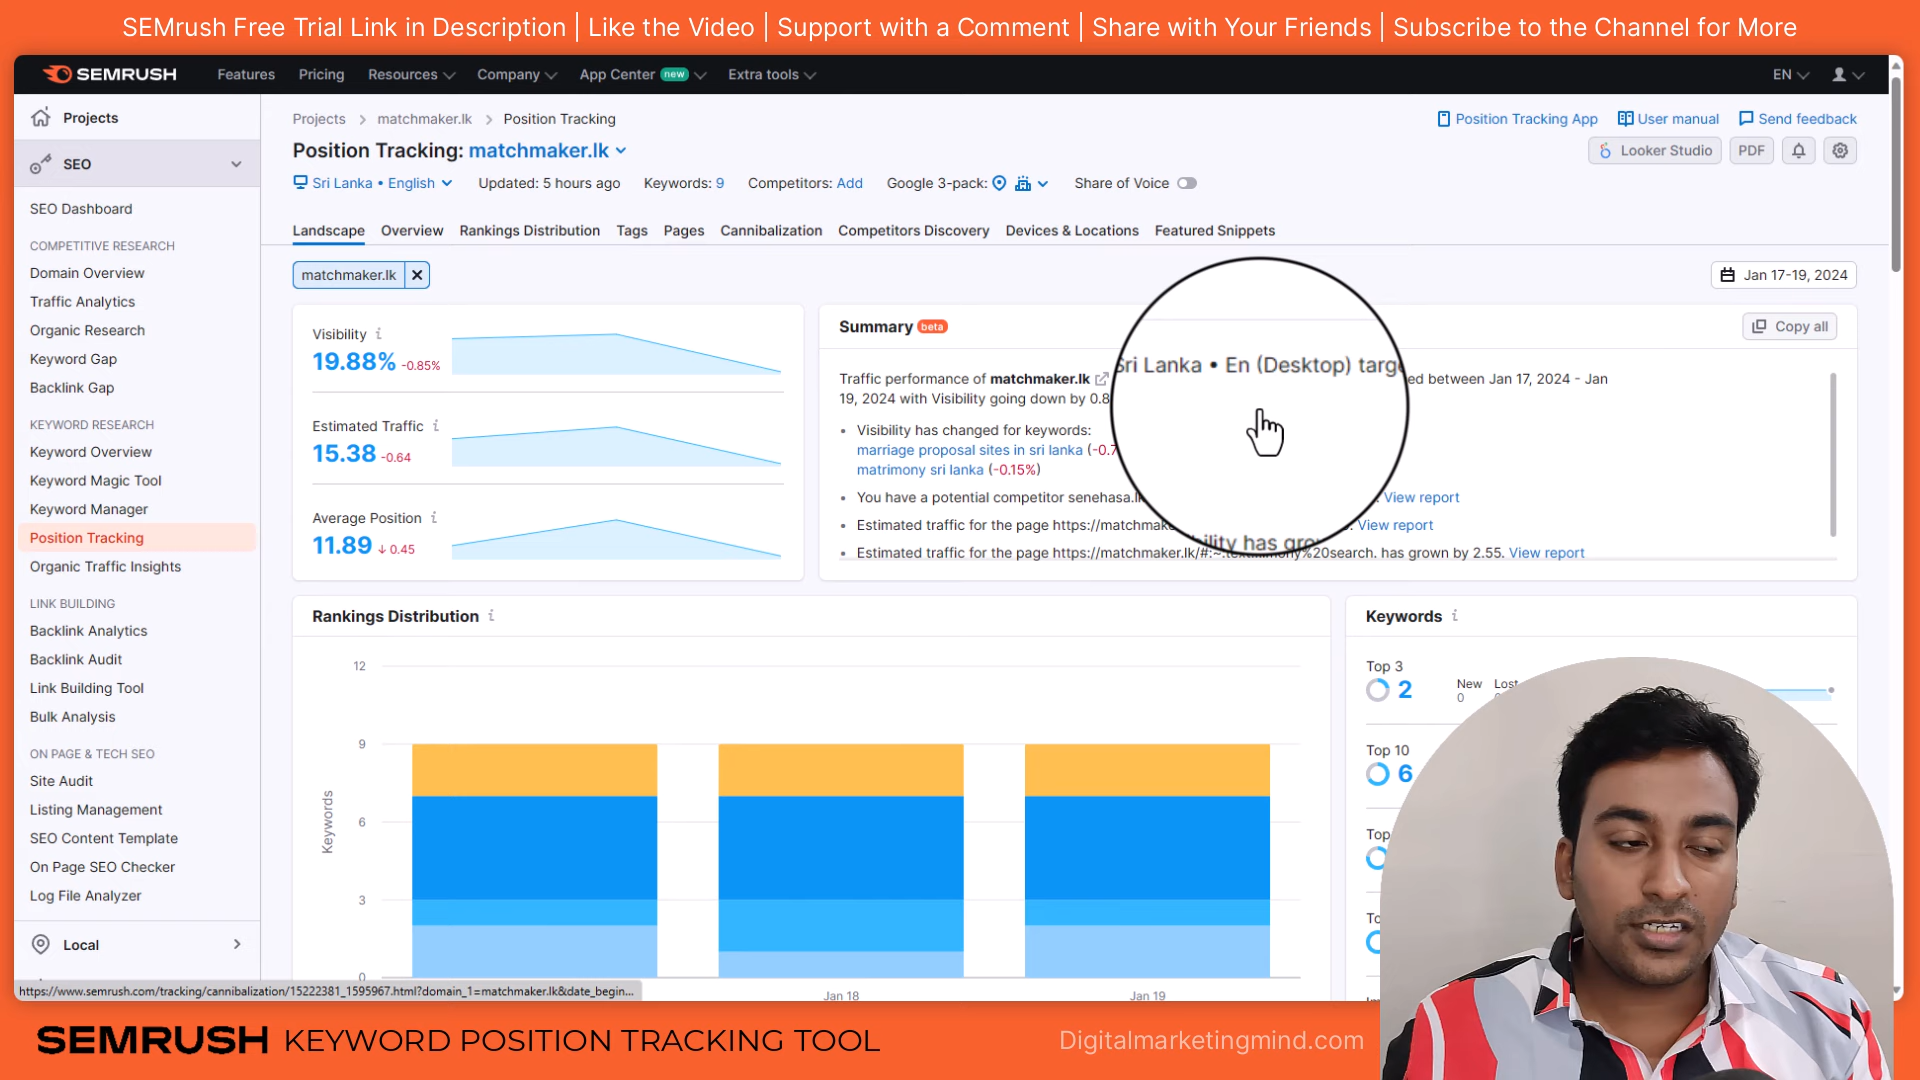 SEMrush Free Trial Link in Description | Like the Video | Support with a Comment | Share with Your Friends | Subscribe to the Channel for More
SEMRUSH Features Pricing Resources Company App Center new Extra tools EN
Projects
SEO
SEO Dashboard
COMPETITIVE RESEARCH
Domain Overview
Traffic Analytics
Organic Research
Keyword Gap
Backlink Gap
KEYWORD RESEARCH
Keyword Overview
Keyword Magic Tool
Keyword Manager
Position Tracking
Organic Traffic Insights
LINK BUILDING
Backlink Analytics
Backlink Audit
Link Building Tool
Bulk Analysis
ON PAGE & TECH SEO
Site Audit
Listing Management
SEO Content Template
On Page SEO Checker
Log File Analyzer
Local
Projects > matchmaker.lk > Position Tracking
Position Tracking App User manual Send feedback
Position Tracking: matchmaker.lk
Looker Studio PDF
Sri Lanka • English Updated: 5 hours ago Keywords: 9 Competitors: Add Google 3-pack: Share of Voice
Landscape Overview Rankings Distribution Tags Pages Cannibalization Competitors Discovery Devices & Locations Featured Snippets
matchmaker.lk
Jan 17-19, 2024
Visibility i
19.88% -0.85%
Estimated Traffic i
15.38 -0.64
Average Position i
11.89 ↓ 0.45
Summary beta
Copy all
Traffic performance of matchmaker.lk
ed between Jan 17, 2024 - Jan
19, 2024 with Visibility going down by 0.8
Sri Lanka • En (Desktop)
• Visibility has changed for keywords:
marriage proposal sites in sri lanka (-0.7
matrimony sri lanka (-0.15%)
• You have a potential competitor senehasa.
View report
• Estimated traffic for the page https://matchmake
View report
has
• Estimated traffic for the page https://matchmaker.lk/#:~: %20search. has grown by 2.55. View report
Rankings Distribution i
Keywords
12
9
6
3
0
Jan 18
Jan 19
Keywords i
Top 3
2
New
0
Lost
Top 10
6
Top
https://www.semrush.com/tracking/cannibalization/15222381_1595967.html?domain_1=matchmaker.lk&date_begin...
SEMRUSH KEYWORD POSITION TRACKING TOOL
Digitalmarketingmind.com